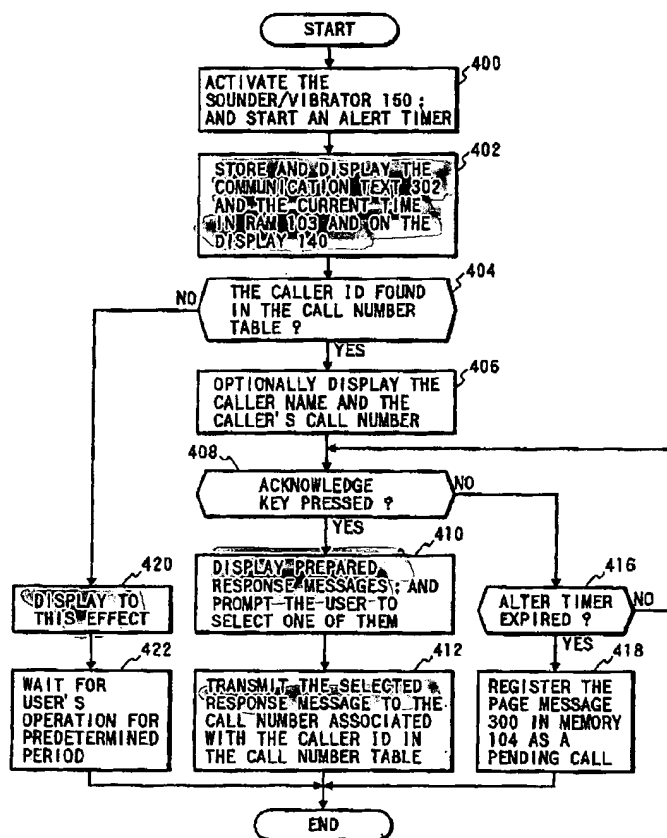 START
400
ACTIVATE THE
SOUNDER/VIBRATOR 150 ;
AND START AN ALERT TIMER
402
STORE AND DISPLAY THE
COMMUNICATION TEXT 302
AND THE CURRENT TIME
IN RAM 103 AND ON THE
DISPLAY 140
404
NO
THE CALLER ID FOUND
IN THE CALL NUMBER
TABLE ?
YES
406
OPTIONALLY DISPLAY THE
CALLER NAME AND THE
CALLER'S CALL NUMBER
408
ACKNOWLEDGE
KEY PRESSED ?
NO
YES
410
DISPLAY PREPARED
RESPONSE MESSAGES; AND
PROMPT THE USER TO
SELECT ONE OF THEM
416
ALTER TIMER
EXPIRED ?
NO
YES
420
DISPLAY TO
THIS EFFECT
422
WAIT FOR
USER'S
OPERATION FOR
PREDETERMINED
PERIOD
412
TRANSMIT THE SELECTED
RESPONSE MESSAGE TO THE
CALL NUMBER ASSOCIATED
WITH THE CALLER ID IN
THE CALL NUMBER TABLE
418
REGISTER THE
PAGE MESSAGE
300 IN MEMORY
104 AS A
PENDING CALL
END